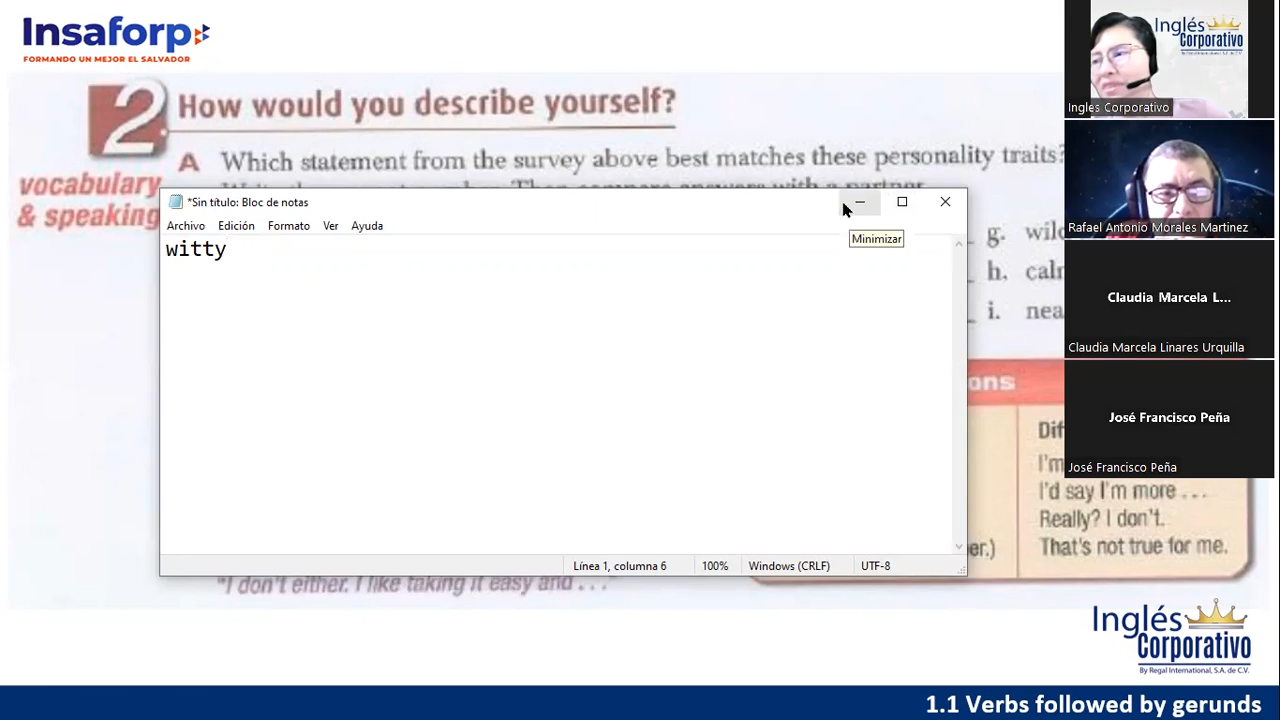 Insaforp
FORMANDO UN MEJOR EL SALVADOR
2 How would you describe yourself?
vocabulary
& speaking
A Which statement from the survey above best matches these personality traits?
*Sin título: Bloc de notas
Archivo Edición Formato Ver Ayuda
Minimizar
witty
g.
h.
i.
I'd say I'm more . . .
Really? I don't.
That's not true for me.
Línea 1, columna 6 100% Windows (CRLF) UTF-8
"I don't either. I like taking it easy and . . ."
Inglés
Corporativo
Ingles Corporativo
Rafael Antonio Morales Martinez
Claudia Marcela L...
Claudia Marcela Linares Urquilla
José Francisco Peña
José Francisco Peña
Inglés
Corporativo
By Regal International, S.A. de C.V.
1.1 Verbs followed by gerunds